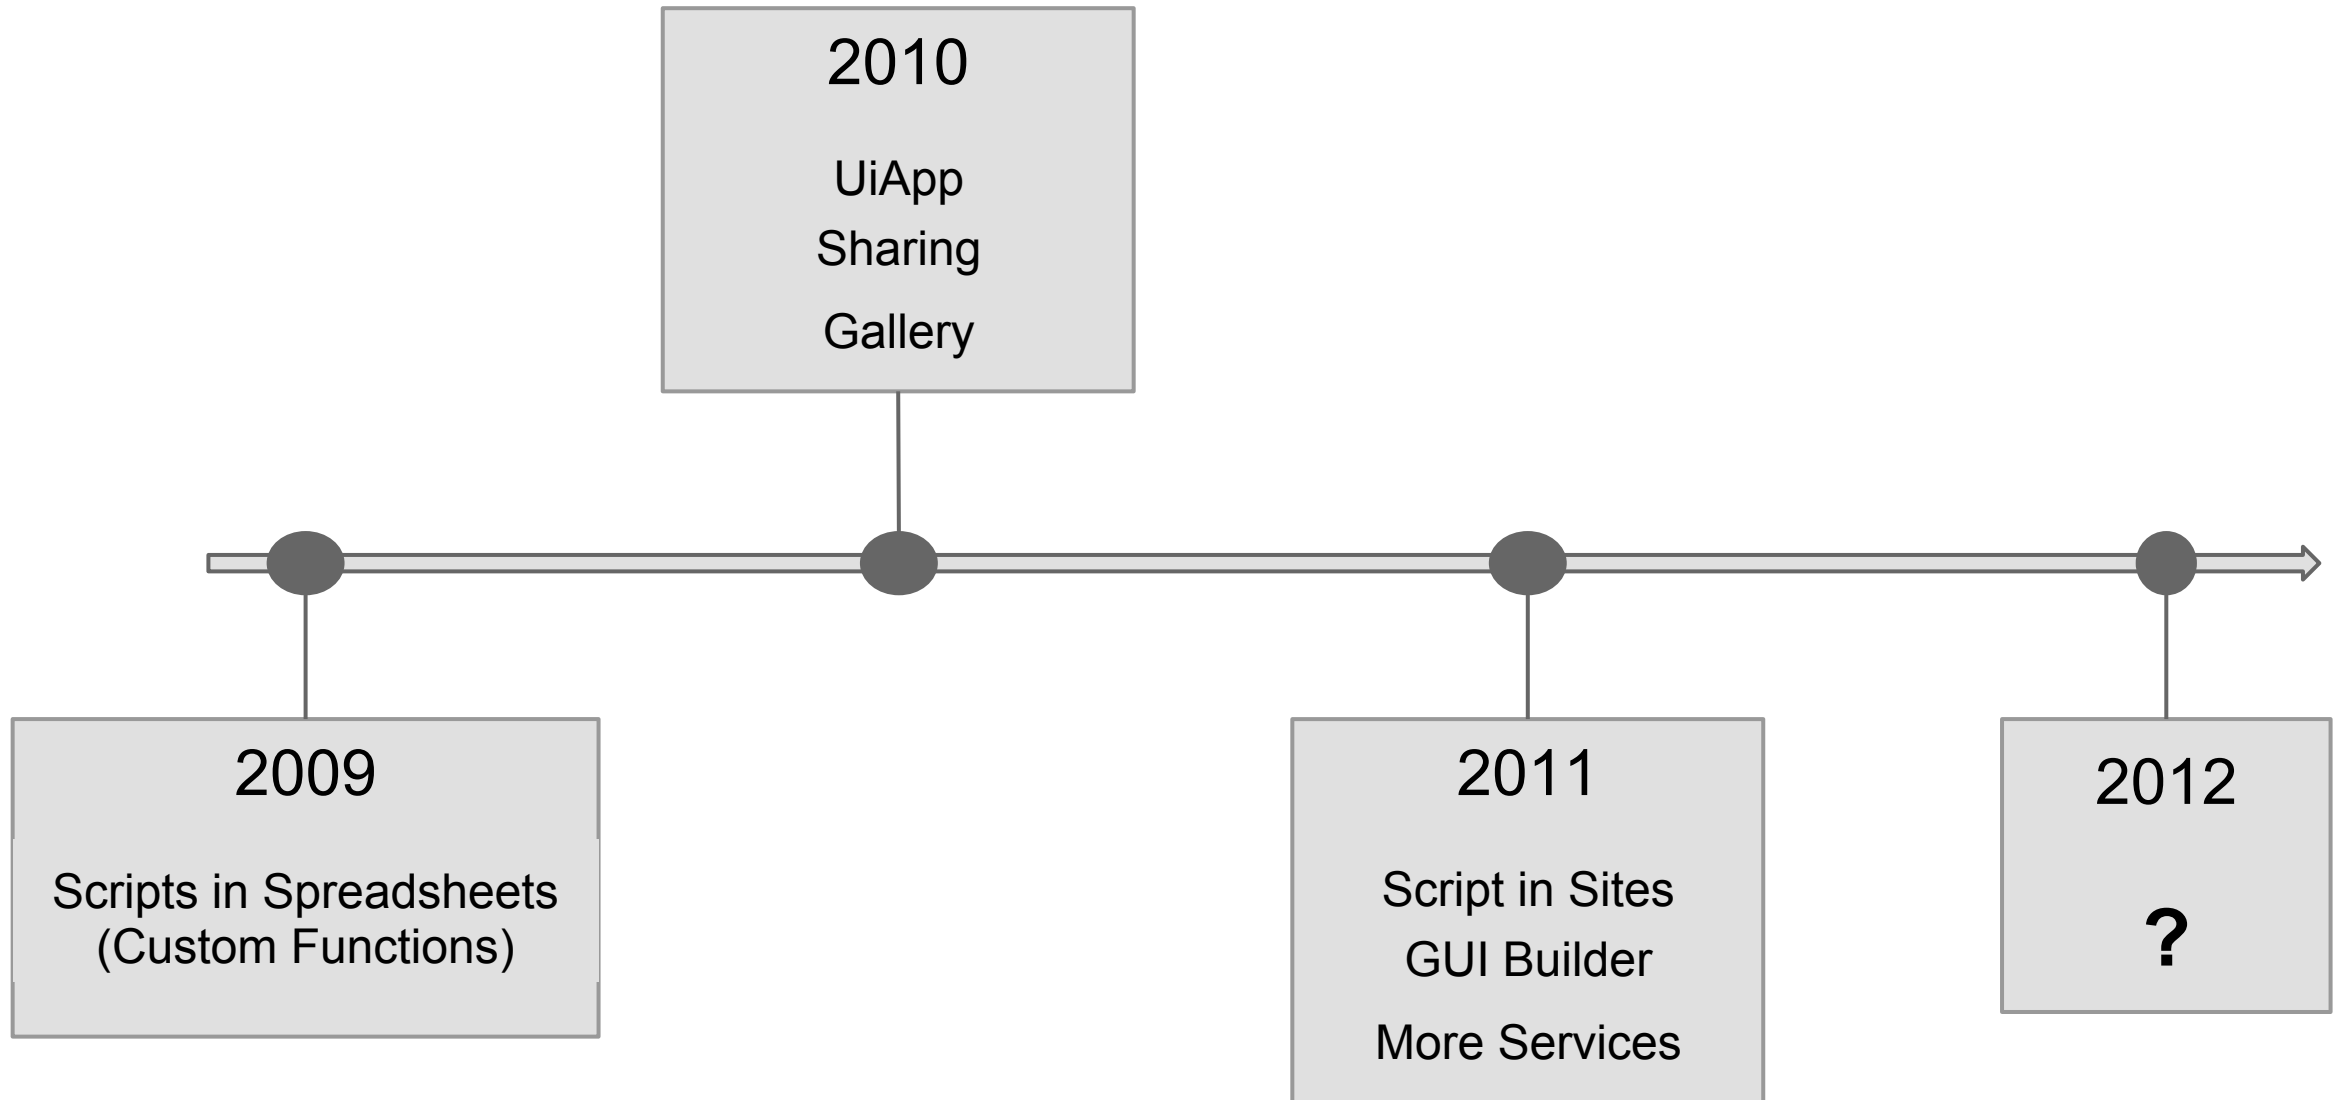 2010
UiApp
Sharing
Gallery
2009
Scripts in Spreadsheets
(Custom Functions)
2011
Script in Sites
GUI Builder
More Services
2012
?